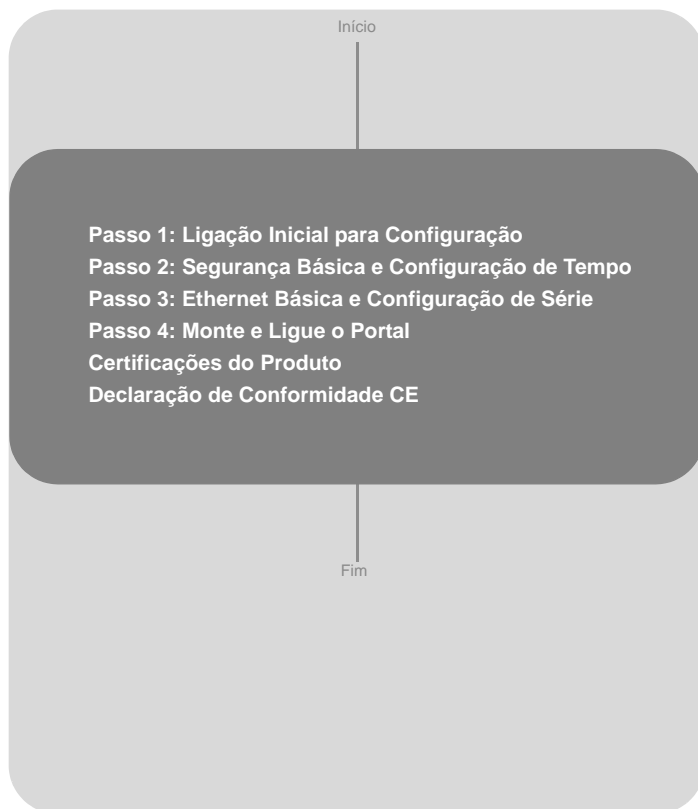 Início
Passo 1: Ligação Inicial para Configuração
Passo 2: Segurança Básica e Configuração de Tempo
Passo 3: Ethernet Básica e Configuração de Série
Passo 4: Monte e Ligue o Portal
Certificações do Produto
Declaração de Conformidade CE
Fim